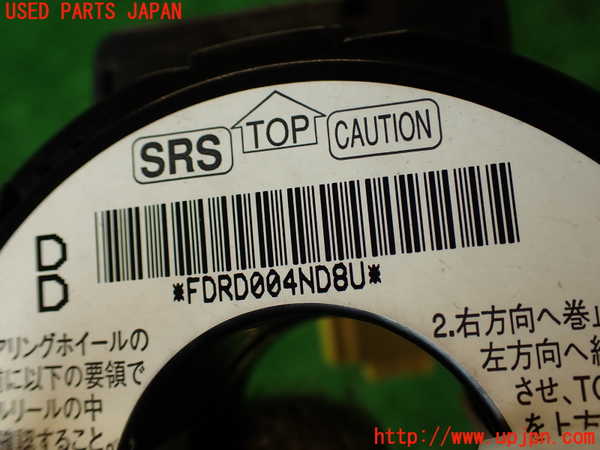 USED PARTS JAPAN
SRS TOP CAUTION
D
D
*FDRD004ND8U*
アリングホイールの
に以下の要領で
ルリールの中
確認すること。
2.右方向へ巻
左方向へ
させ、TO
を上方
http://www.upjpn.com/